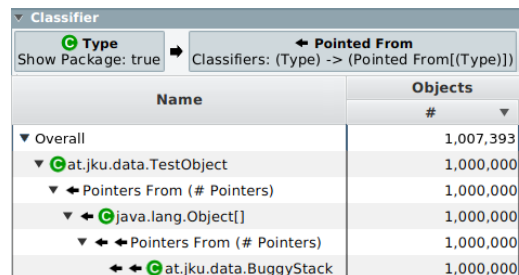 Classifier
C Type
Show Package: true
Pointed From
Classifiers: (Type) -> (Pointed From[(Type)])
Name
Objects
#
Overall 1,007,393
C at.jku.data.TestObject 1,000,000
Pointers From (# Pointers) 1,000,000
C java.lang.Object[] 1,000,000
Pointers From (# Pointers) 1,000,000
C at.jku.data.BuggyStack 1,000,000